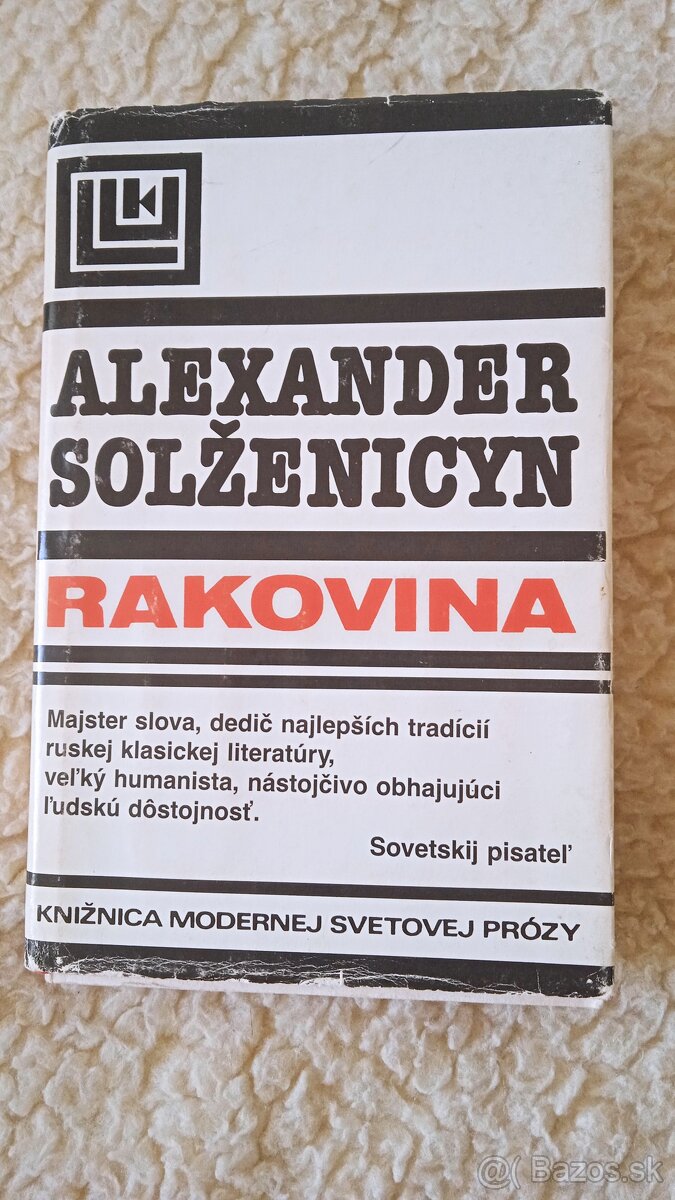 ALEXANDER
SOLŽENICYN
RAKOVINA
Majster slova, dedič najlepších tradícií
ruskej klasickej literatúry,
veľký humanista, nástojčivo obhajujúci
ľudskú dôstojnosť.
Sovetskij pisateľ
KNIŽNICA MODERNEJ SVETOVEJ PRÓZY
@ Bazos.sk